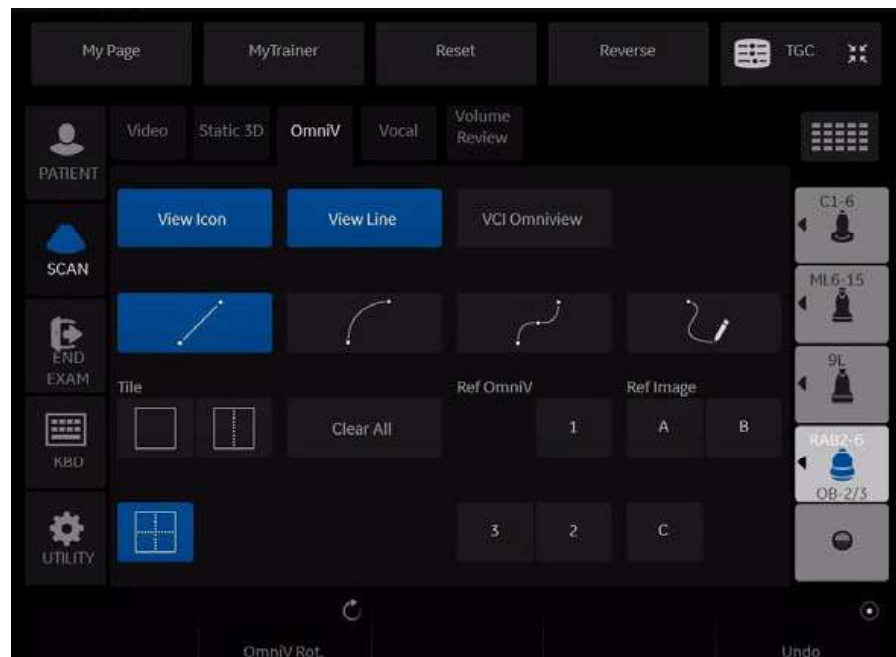 My Page
MyTrainer
Reset
Reverse
TGC
Video
Static 3D
OmniV
Vocal
Volume
Review
PATIENT
View Icon
View Line
VCI Omniview
C1-6
SCAN
ML6-15
END
EXAM
Tile
Ref OmniV
Ref Image
9L
Clear All
1
A
B
KBD
RAB2-6
OB-2/3
3
2
C
UTILITY
OmniV Rot.
Undo